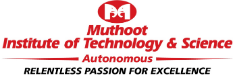 Muthoot
Institute of Technology & Science
Autonomous
RELENTLESS PASSION FOR EXCELLENCE